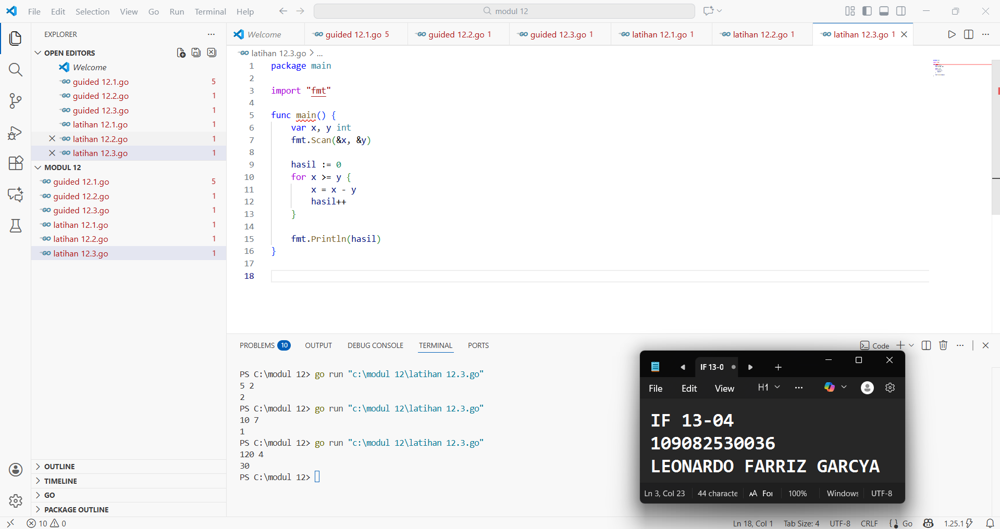 File Edit Selection View Go Run Terminal Help
modul 12
EXPLORER
OPEN EDITORS
Welcome
guided 12.1.go 5
guided 12.2.go 1
guided 12.3.go 1
latihan 12.1.go 1
latihan 12.2.go 1
latihan 12.3.go 1
MODUL 12
guided 12.1.go 5
guided 12.2.go 1
guided 12.3.go 1
latihan 12.1.go 1
latihan 12.2.go 1
latihan 12.3.go 1
OUTLINE
TIMELINE
GO
PACKAGE OUTLINE
Welcome guided 12.1.go 5 guided 12.2.go 1 guided 12.3.go 1 latihan 12.1.go 1 latihan 12.2.go 1 latihan 12.3.go 1
latihan 12.3.go > ...
1 package main
2
3 import "fmt"
4
5 func main() {
6 var x, y int
7 fmt.Scan(&x, &y)
8
9 hasil := 0
10 for x >= y {
11 x = x - y
12 hasil++
13 }
14
15 fmt.Println(hasil)
16 }
17
18
PROBLEMS 10 OUTPUT DEBUG CONSOLE TERMINAL PORTS
Code
PS C:\modul 12> go run "c:\modul 12\latihan 12.3.go"
5 2
2
PS C:\modul 12> go run "c:\modul 12\latihan 12.3.go"
10 7
1
PS C:\modul 12> go run "c:\modul 12\latihan 12.3.go"
120 4
30
PS C:\modul 12>
IF 13-0
File Edit View H1
IF 13-04
109082530036
LEONARDO FARRIZ GARCYA
Ln 3, Col 23 44 characte For 100% Windows UTF-8
10 0
Ln 18, Col 1 Tab Size: 4 UTF-8 CRLF Go 1.25.1